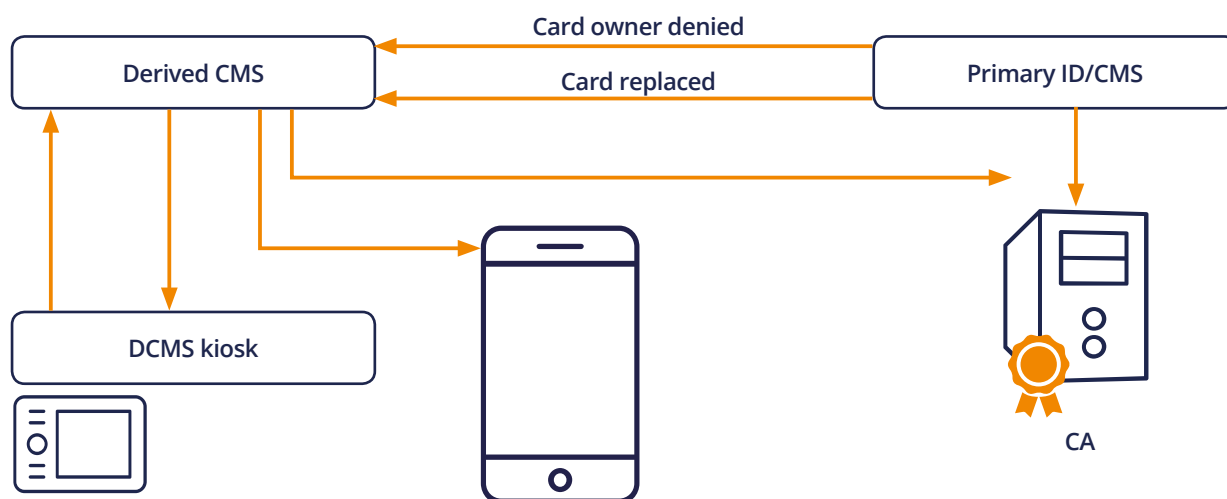 Card owner denied
Derived CMS
Primary ID/CMS
Card replaced
DCMS kiosk
CA